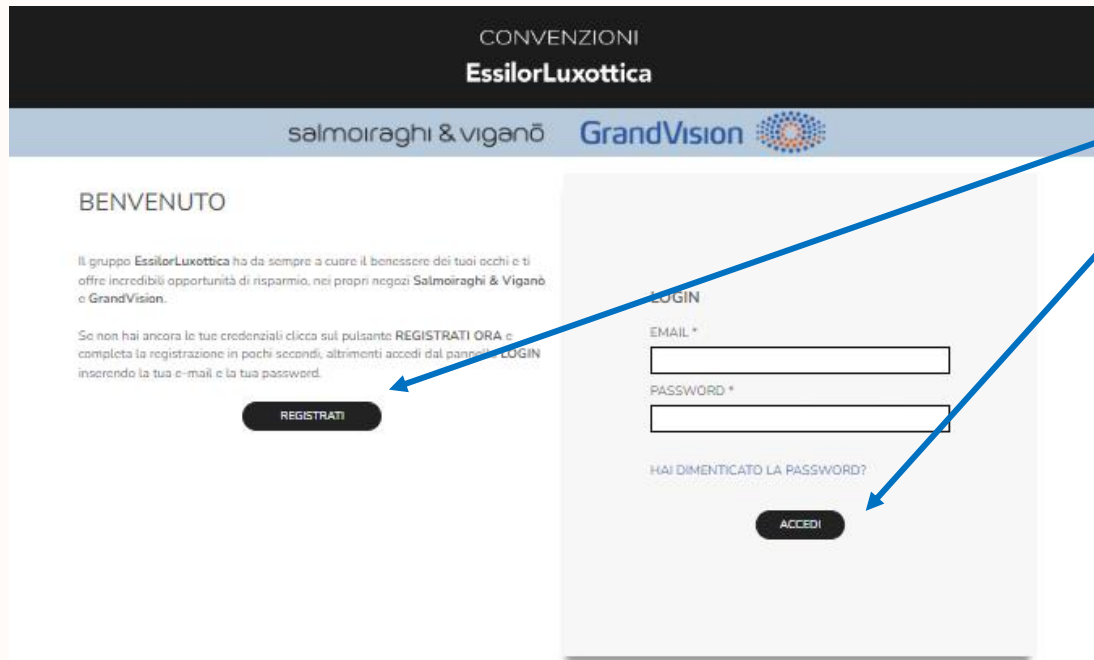 CONVENZIONI
EssilorLuxottica
salmoiraghi & viganò
GrandVision
BENVENUTO
Il gruppo EssilorLuxottica ha da sempre a cuore il benessere dei tuoi occhi e ti
offre incredibili opportunità di risparmio, nei propri negozi Salmoiraghi & Viganò
e GrandVision.
Se non hai ancora le tue credenziali clicca sul pulsante REGISTRATI ORA e
completa la registrazione in pochi secondi, altrimenti accedi dal pannello LOGIN
inserendo la tua e-mail e la tua password.
REGISTRATI
LOGIN
EMAIL *
PASSWORD *
HAI DIMENTICATO LA PASSWORD?
ACCEDI